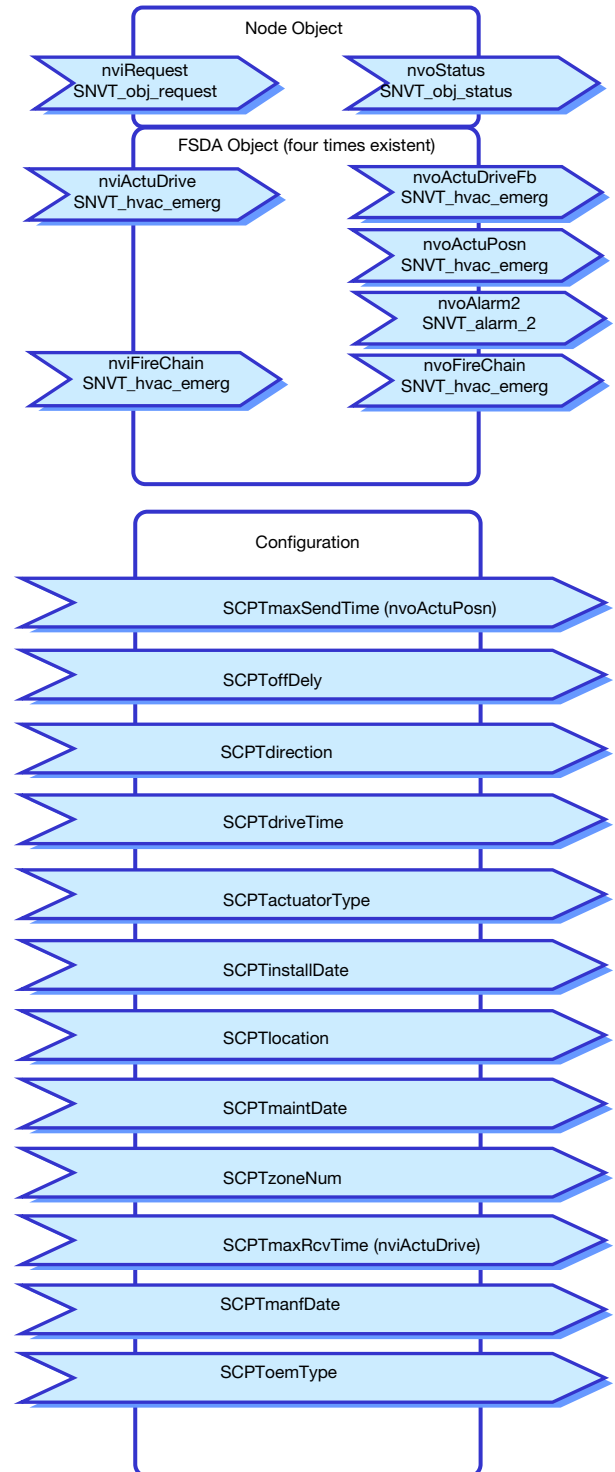 Node Object
nviRequest
SNVT_obj_request
nvoStatus
SNVT_obj_status
FSDA Object (four times existent)
nviActuDrive
SNVT_hvac_emerg
nvoActuDriveFb
SNVT_hvac_emerg
nvoActuPosn
SNVT_hvac_emerg
nvoAlarm2
SNVT_alarm_2
nviFireChain
SNVT_hvac_emerg
nvoFireChain
SNVT_hvac_emerg
Configuration
SCPTmaxSendTime (nvoActuPosn)
SCPToffDely
SCPTdirection
SCPTdriveTime
SCPTactuatorType
SCPTinstallDate
SCPTlocation
SCPTmaintDate
SCPTzoneNum
SCPTmaxRcvTime (nviActuDrive)
SCPTmanfDate
SCPToemType